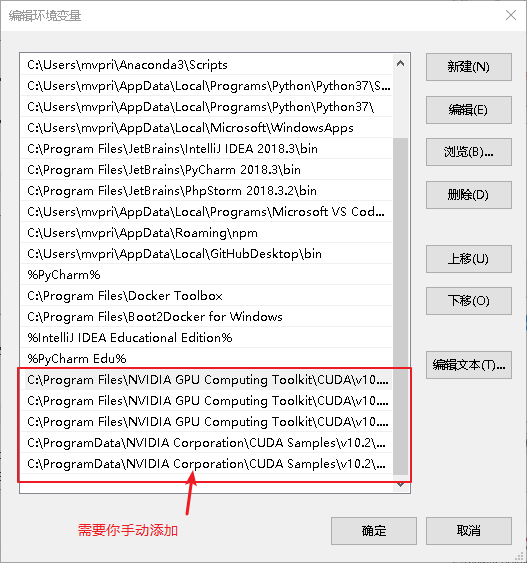 编辑环境变量
C:\Users\mvpri\Anaconda3\Scripts
C:\Users\mvpri\AppData\Local\Programs\Python\Python37\S...
C:\Users\mvpri\AppData\Local\Programs\Python\Python37\
C:\Users\mvpri\AppData\Local\Microsoft\WindowsApps
C:\Program Files\JetBrains\IntelliJ IDEA 2018.3\bin
C:\Program Files\JetBrains\PyCharm 2018.3\bin
C:\Program Files\JetBrains\PhpStorm 2018.3.2\bin
C:\Users\mvpri\AppData\Local\Programs\Microsoft VS Cod...
C:\Users\mvpri\AppData\Roaming\npm
C:\Users\mvpri\AppData\Local\GitHubDesktop\bin
%PyCharm%
C:\Program Files\Docker Toolbox
C:\Program Files\Boot2Docker for Windows
%IntelliJ IDEA Educational Edition%
%PyCharm Edu%
C:\Program Files\NVIDIA GPU Computing Toolkit\CUDA\v10....
C:\Program Files\NVIDIA GPU Computing Toolkit\CUDA\v10....
C:\Program Files\NVIDIA GPU Computing Toolkit\CUDA\v10....
C:\ProgramData\NVIDIA Corporation\CUDA Samples\v10.2\...
C:\ProgramData\NVIDIA Corporation\CUDA Samples\v10.2\...
新建(N)
编辑(E)
浏览(B)...
删除(D)
上移(U)
下移(O)
编辑文本(T)...
需要你手动添加
确定
取消